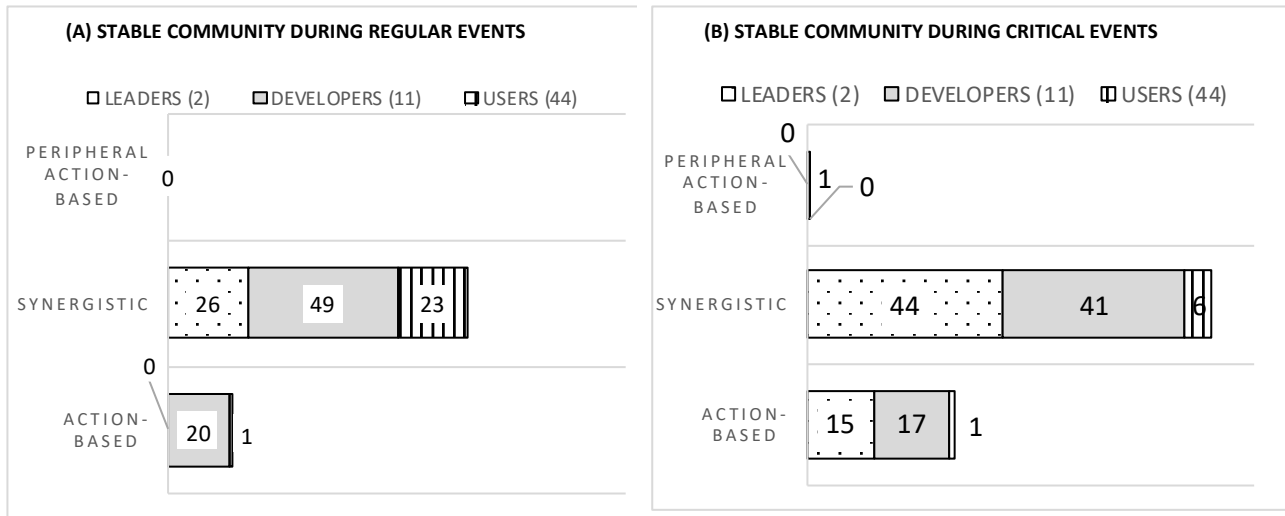 (A) STABLE COMMUNITY DURING REGULAR EVENTS
LEADERS (2) DEVELOPERS (11) USERS (44)
PERIPHERAL
ACTION-
BASED
0
SYNERGISTIC
26 49 23
0
ACTION-
BASED
20 1
(B) STABLE COMMUNITY DURING CRITICAL EVENTS
LEADERS (2) DEVELOPERS (11) USERS (44)
0
PERIPHERAL
ACTION-
BASED
1 0
SYNERGISTIC
44 41 6
ACTION-
BASED
15 17 1